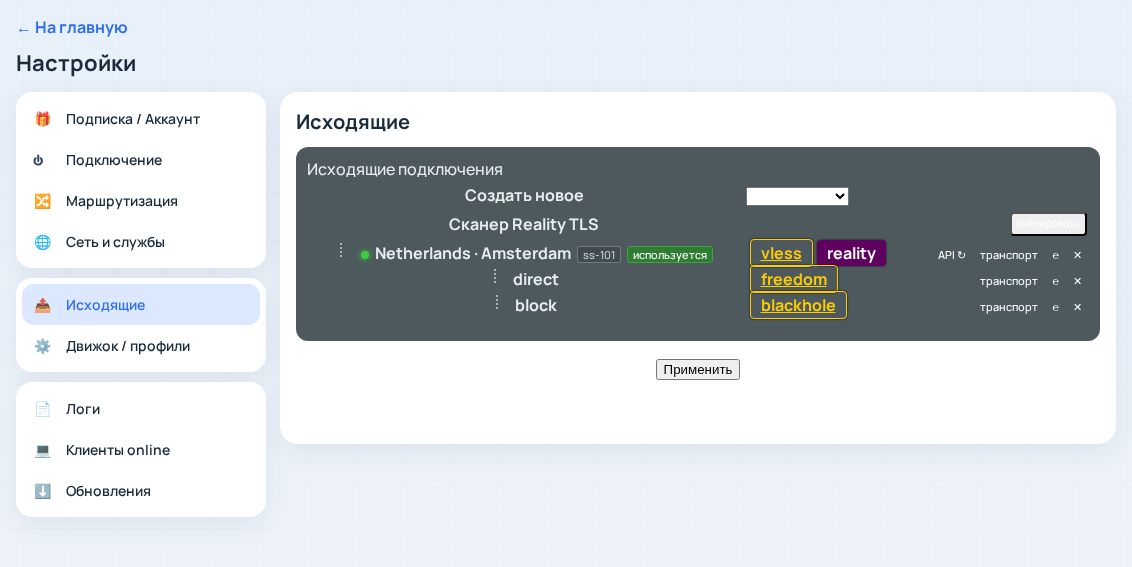 ← На главную
Настройки
Подписка / Аккаунт
Подключение
Маршрутизация
Сеть и службы
Исходящие
Движок / профили
Логи
Клиенты online
Обновления
Исходящие
Исходящие подключения
Создать новое
Сканер Reality TLS
сканировать
Netherlands · Amsterdam ss-101 используется vless reality API ↻ транспорт e ✕
direct freedom транспорт e ✕
block blackhole транспорт e ✕
Применить